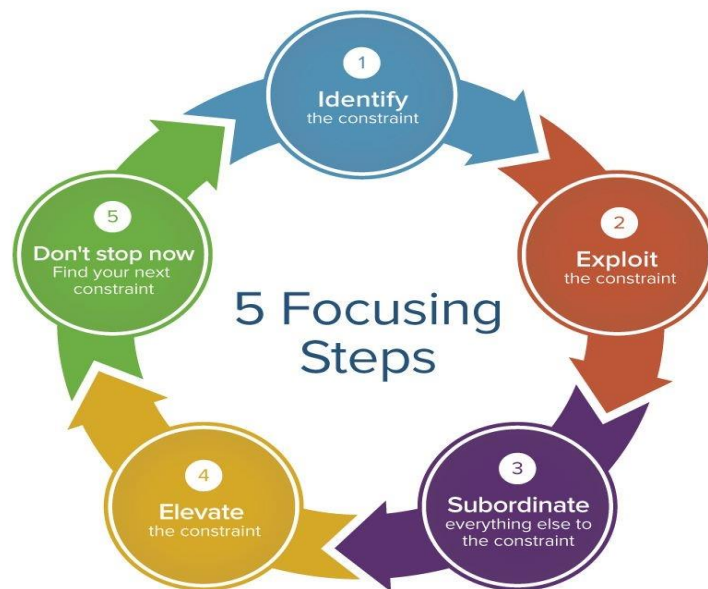 1
Identify
the constraint
2
Exploit
the constraint
3
Subordinate
everything else to
the constraint
4
Elevate
the constraint
5
Don't stop now
Find your next
constraint
5 Focusing
Steps